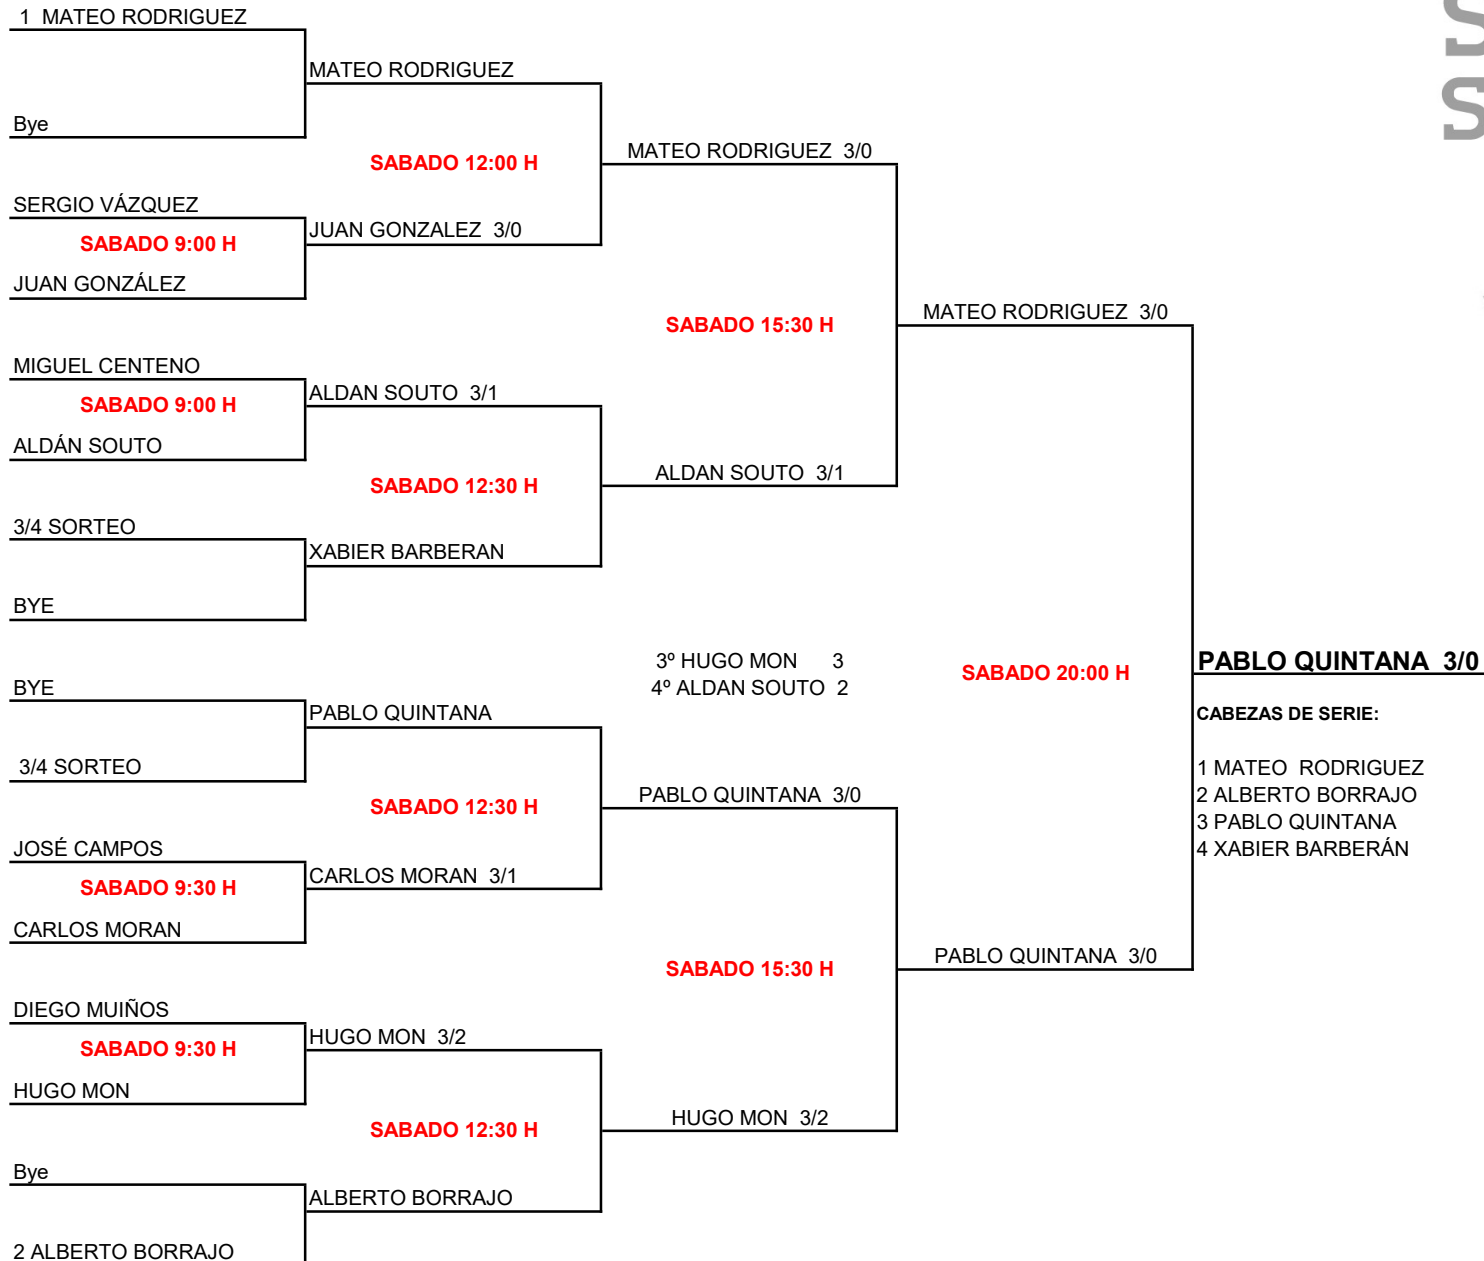 1 MATEO RODRIGUEZ
MATEO RODRIGUEZ
Bye
SABADO 12:00 H
MATEO RODRIGUEZ 3/0
SERGIO VÁZQUEZ
SABADO 9:00 H
JUAN GONZALEZ 3/0
JUAN GONZÁLEZ
SABADO 15:30 H
MATEO RODRIGUEZ 3/0
MIGUEL CENTENO
SABADO 9:00 H
ALDAN SOUTO 3/1
ALDÁN SOUTO
SABADO 12:30 H
ALDAN SOUTO 3/1
3/4 SORTEO
XABIER BARBERAN
BYE
3º HUGO MON 3
4º ALDAN SOUTO 2
SABADO 20:00 H
PABLO QUINTANA 3/0
BYE
PABLO QUINTANA
CABEZAS DE SERIE:
3/4 SORTEO
1 MATEO RODRIGUEZ
2 ALBERTO BORRAJO
3 PABLO QUINTANA
4 XABIER BARBERÁN
SABADO 12:30 H
PABLO QUINTANA 3/0
JOSÉ CAMPOS
SABADO 9:30 H
CARLOS MORAN 3/1
CARLOS MORAN
SABADO 15:30 H
PABLO QUINTANA 3/0
DIEGO MUIÑOS
SABADO 9:30 H
HUGO MON 3/2
HUGO MON
SABADO 12:30 H
HUGO MON 3/2
Bye
ALBERTO BORRAJO
2 ALBERTO BORRAJO